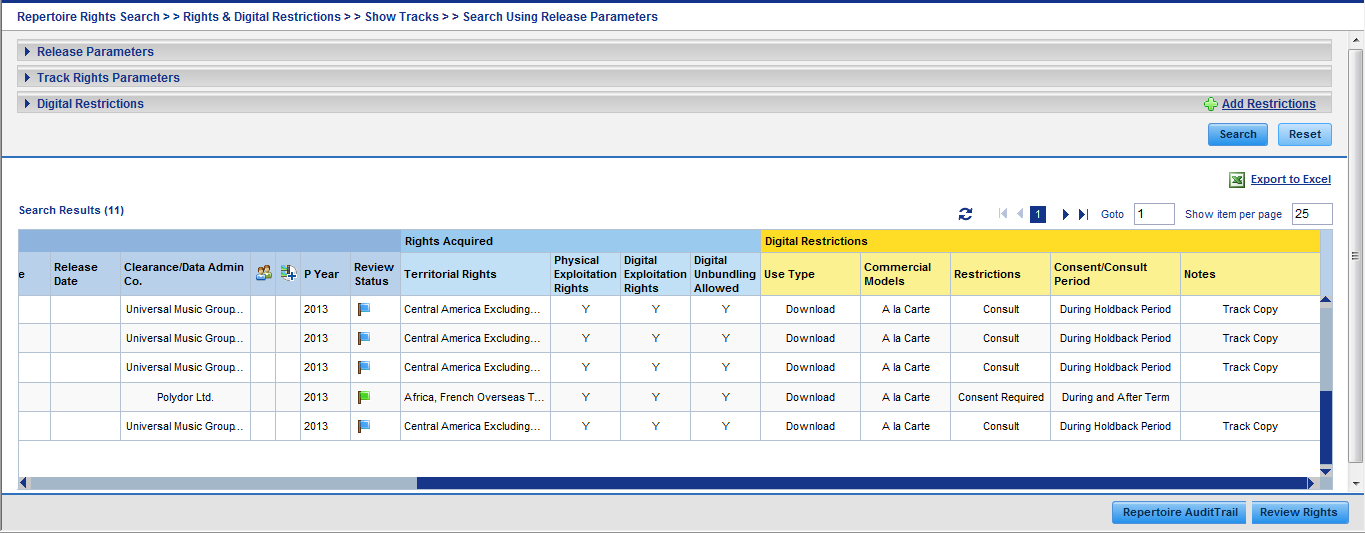 Repertoire Rights Search > > Rights & Digital Restrictions > > Show Tracks > > Search Using Release Parameters
Release Parameters
Track Rights Parameters
Digital Restrictions Add Restrictions
Search Reset
Export to Excel
Search Results (11) 1 Goto 1 Show item per page 25
Rights Acquired Digital Restrictions
e Release Date Clearance/Data Admin Co. P Year Review Status Territorial Rights Physical Exploitation Rights Digital Exploitation Rights Digital Unbundling Allowed Use Type Commercial Models Restrictions Consent/Consult Period Notes
Universal Music Group... 2013 Central America Excluding... Y Y Y Download A la Carte Consult During Holdback Period Track Copy
Universal Music Group... 2013 Central America Excluding... Y Y Y Download A la Carte Consult During Holdback Period Track Copy
Universal Music Group... 2013 Central America Excluding... Y Y Y Download A la Carte Consult During Holdback Period Track Copy
Polydor Ltd. 2013 Africa, French Overseas T... Y Y Y Download A la Carte Consent Required During and After Term
Universal Music Group... 2013 Central America Excluding... Y Y Y Download A la Carte Consult During Holdback Period Track Copy
Repertoire AuditTrail Review Rights